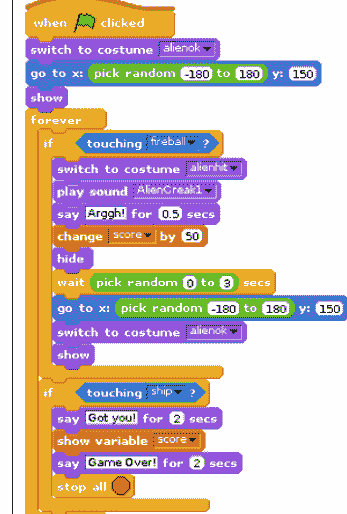 when clicked
switch to costume alienok
go to x: pick random -180 to 180 y: 150
show
forever
if touching fireball ?
switch to costume alienhit
play sound AlienCreak1
say Arggh! for 0.5 secs
change score by 50
hide
wait pick random 0 to 3 secs
go to x: pick random -180 to 180 y: 150
switch to costume alienok
show
if touching ship ?
say Got you! for 2 secs
show variable score
say Game Over! for 2 secs
stop all